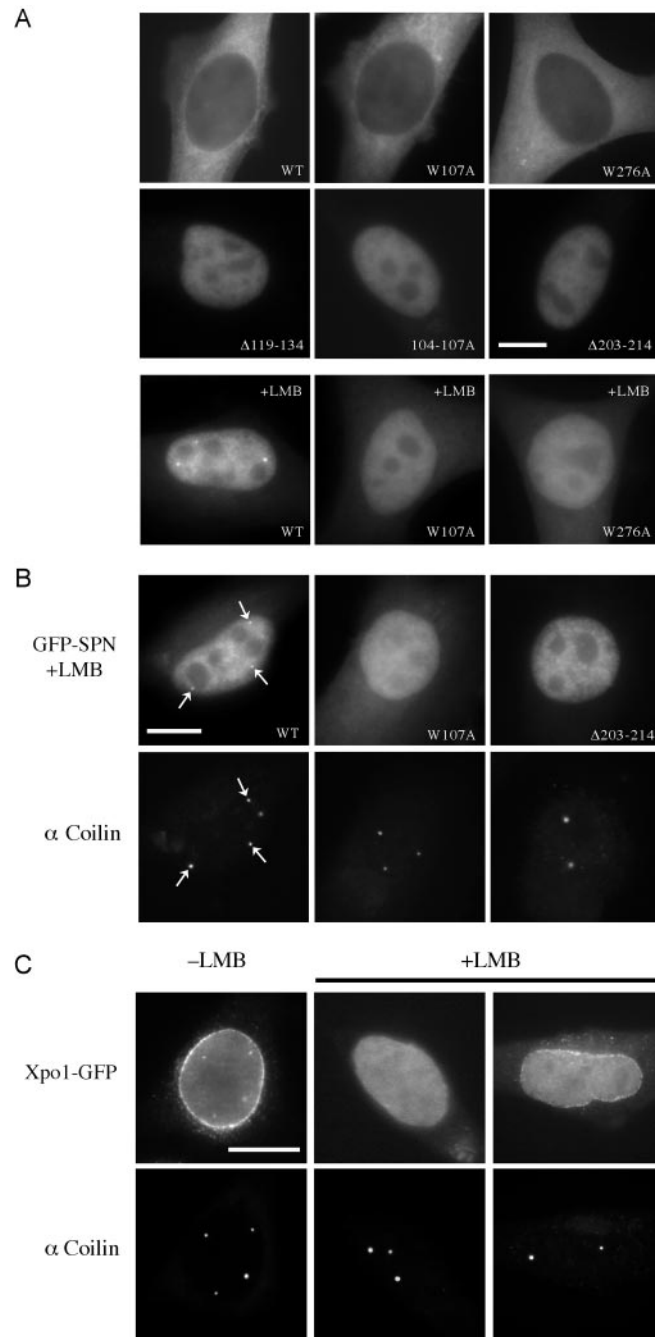 A
WT
W107A
W276A
Δ119-134
104-107A
Δ203-214
+LMB
+LMB
+LMB
WT
W107A
W276A
B
GFP-SPN
+LMB
WT
W107A
Δ203-214
α Coilin
C
–LMB
+LMB
Xpo1-GFP
α Coilin